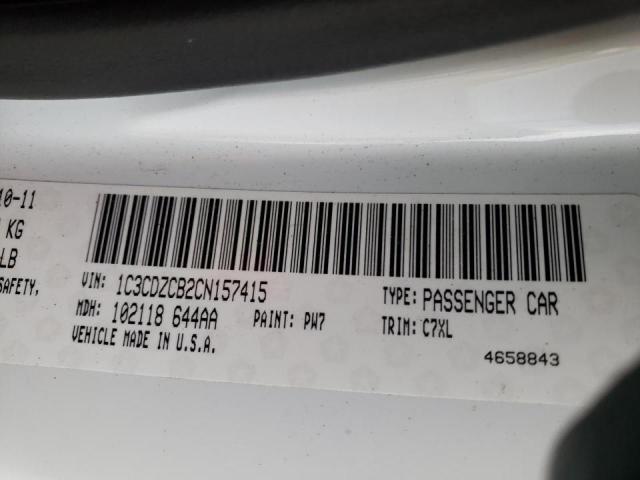 10-11
KG
LB
SAFETY,
VIN: 1C3CDZCB2CN157415
TYPE: PASSENGER CAR
MDH: 102118 644AA PAINT: PW7
TRIM: C7XL
VEHICLE MADE IN U.S.A.
4658843